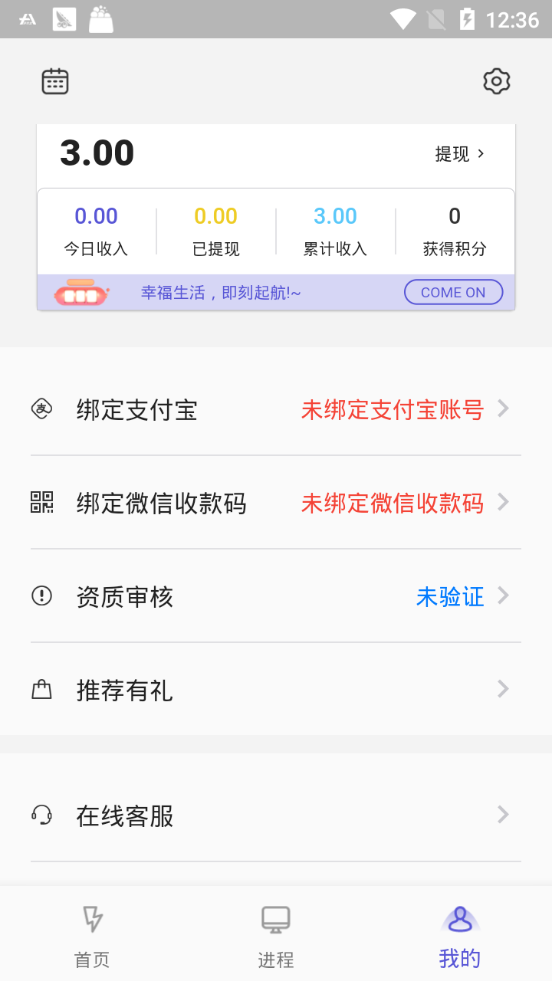 12:36
3.00
提现
0.00 0.00 3.00 0
今日收入 已提现 累计收入 获得积分
幸福生活，即刻起航!~ COME ON
绑定支付宝 未绑定支付宝账号
绑定微信收款码 未绑定微信收款码
资质审核 未验证
推荐有礼
在线客服
首页 进程 我的